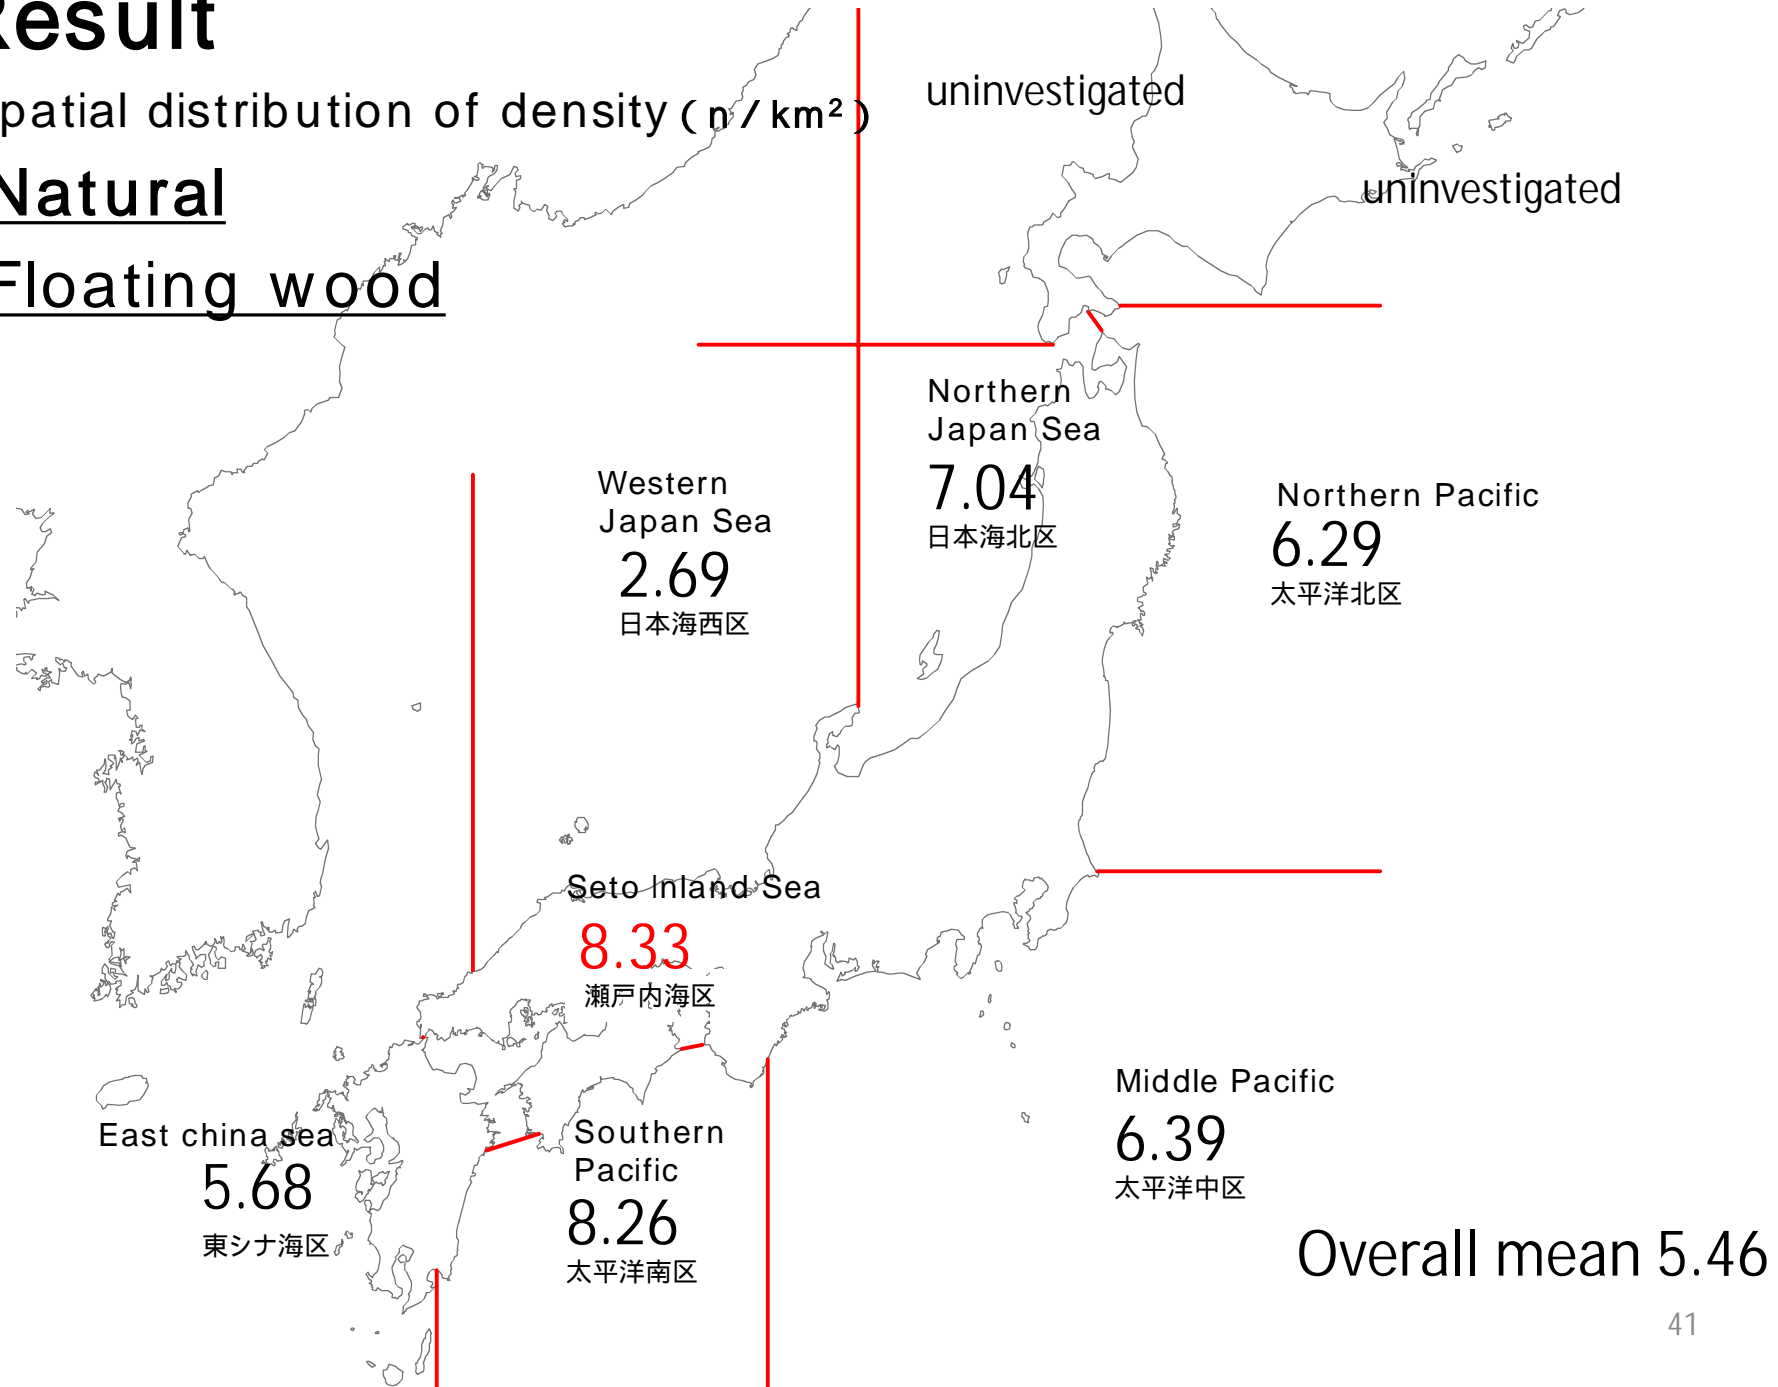 Result
patial distribution of density(n/km²)
Natural
Floating wood
uninvestigated
uninvestigated
Northern
Japan Sea
7.04
日本海北区
Western
Japan Sea
2.69
日本海西区
Northern Pacific
6.29
太平洋北区
Seto Inland Sea
8.33
瀬戸内海区
East china sea
5.68
東シナ海区
Southern
Pacific
8.26
太平洋南区
Middle Pacific
6.39
太平洋中区
Overall mean 5.46
41